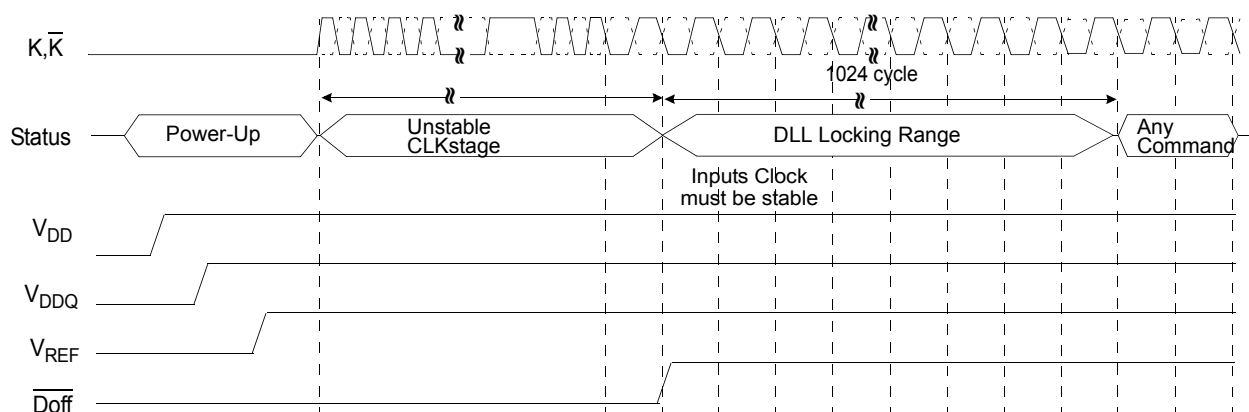 K,K̅
1024 cycle
Status
Power-Up
Unstable
CLKstage
DLL Locking Range
Any
Command
Inputs Clock
must be stable
VDD
VDDQ
VREF
D̅o̅f̅f̅